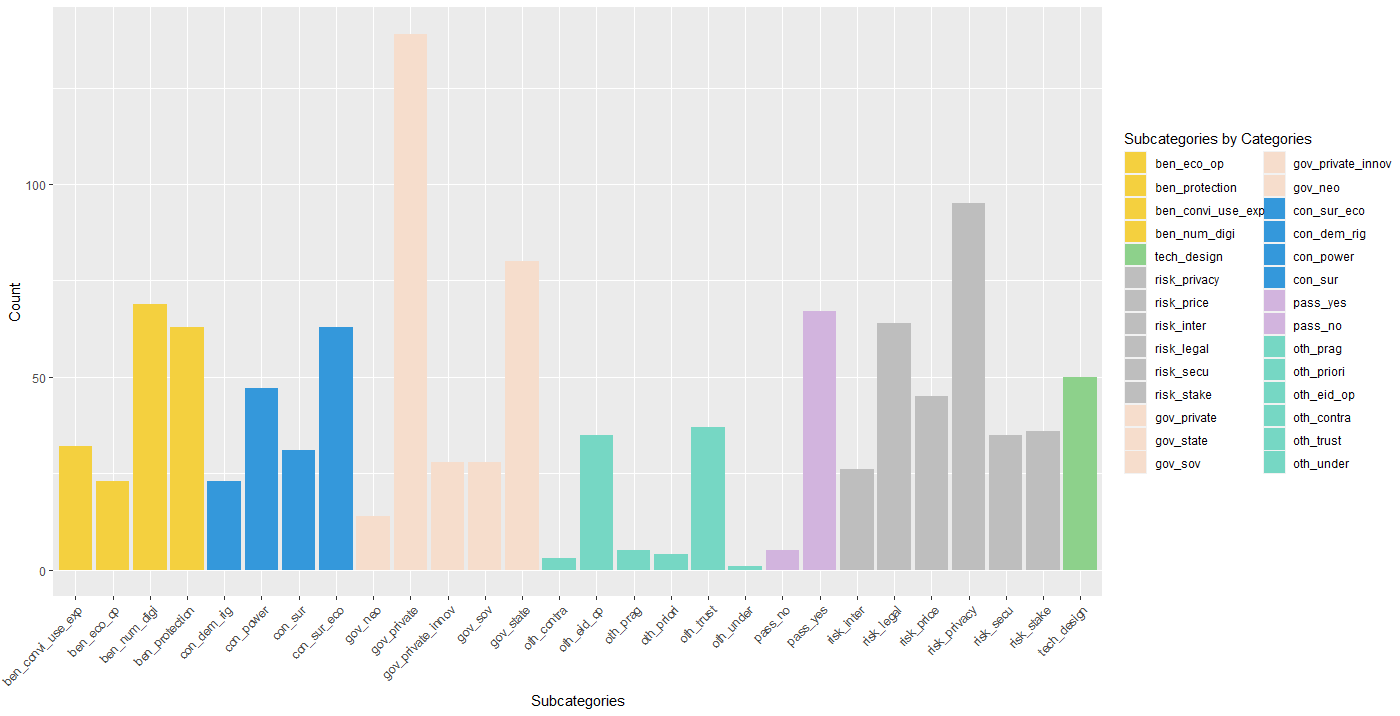 100
50
0
Count
ben_convi_use_exp
ben_eco_op
ben_num_digi
ben_protection
con_dem_rig
con_power
con_sur
con_sur_eco
gov_neo
gov_private
gov_private_innov
gov_sov
gov_state
oth_contra
oth_eid_op
oth_prag
oth_priori
oth_trust
oth_under
pass_no
pass_yes
risk_inter
risk_legal
risk_price
risk_privacy
risk_secu
risk_stake
tech_design
Subcategories
Subcategories by Categories
ben_eco_op
ben_protection
ben_convi_use_exp
ben_num_digi
tech_design
risk_privacy
risk_price
risk_inter
risk_legal
risk_secu
risk_stake
gov_private
gov_state
gov_sov
gov_private_innov
gov_neo
con_sur_eco
con_dem_rig
con_power
con_sur
pass_yes
pass_no
oth_prag
oth_priori
oth_eid_op
oth_contra
oth_trust
oth_under